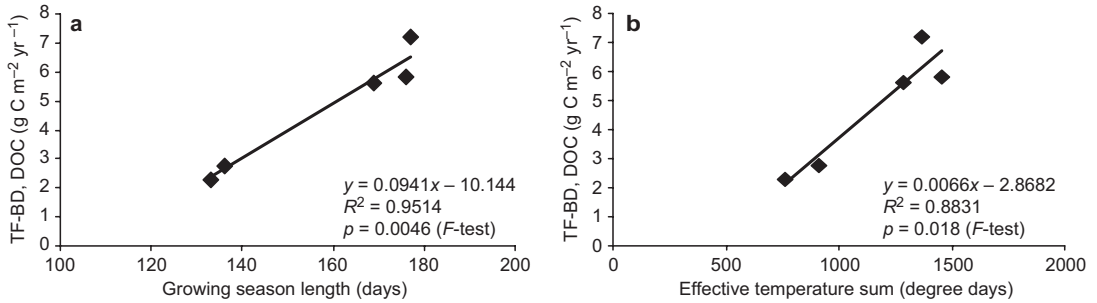 a
TF-BD, DOC (g C m⁻² yr⁻¹)
8
7
6
5
4
3
2
1
0
y = 0.0941x – 10.144
R² = 0.9514
p = 0.0046 (F-test)
100 120 140 160 180 200
Growing season length (days)
b
TF-BD, DOC (g C m⁻² yr⁻¹)
8
7
6
5
4
3
2
1
0
y = 0.0066x – 2.8682
R² = 0.8831
p = 0.018 (F-test)
0 500 1000 1500 2000
Effective temperature sum (degree days)